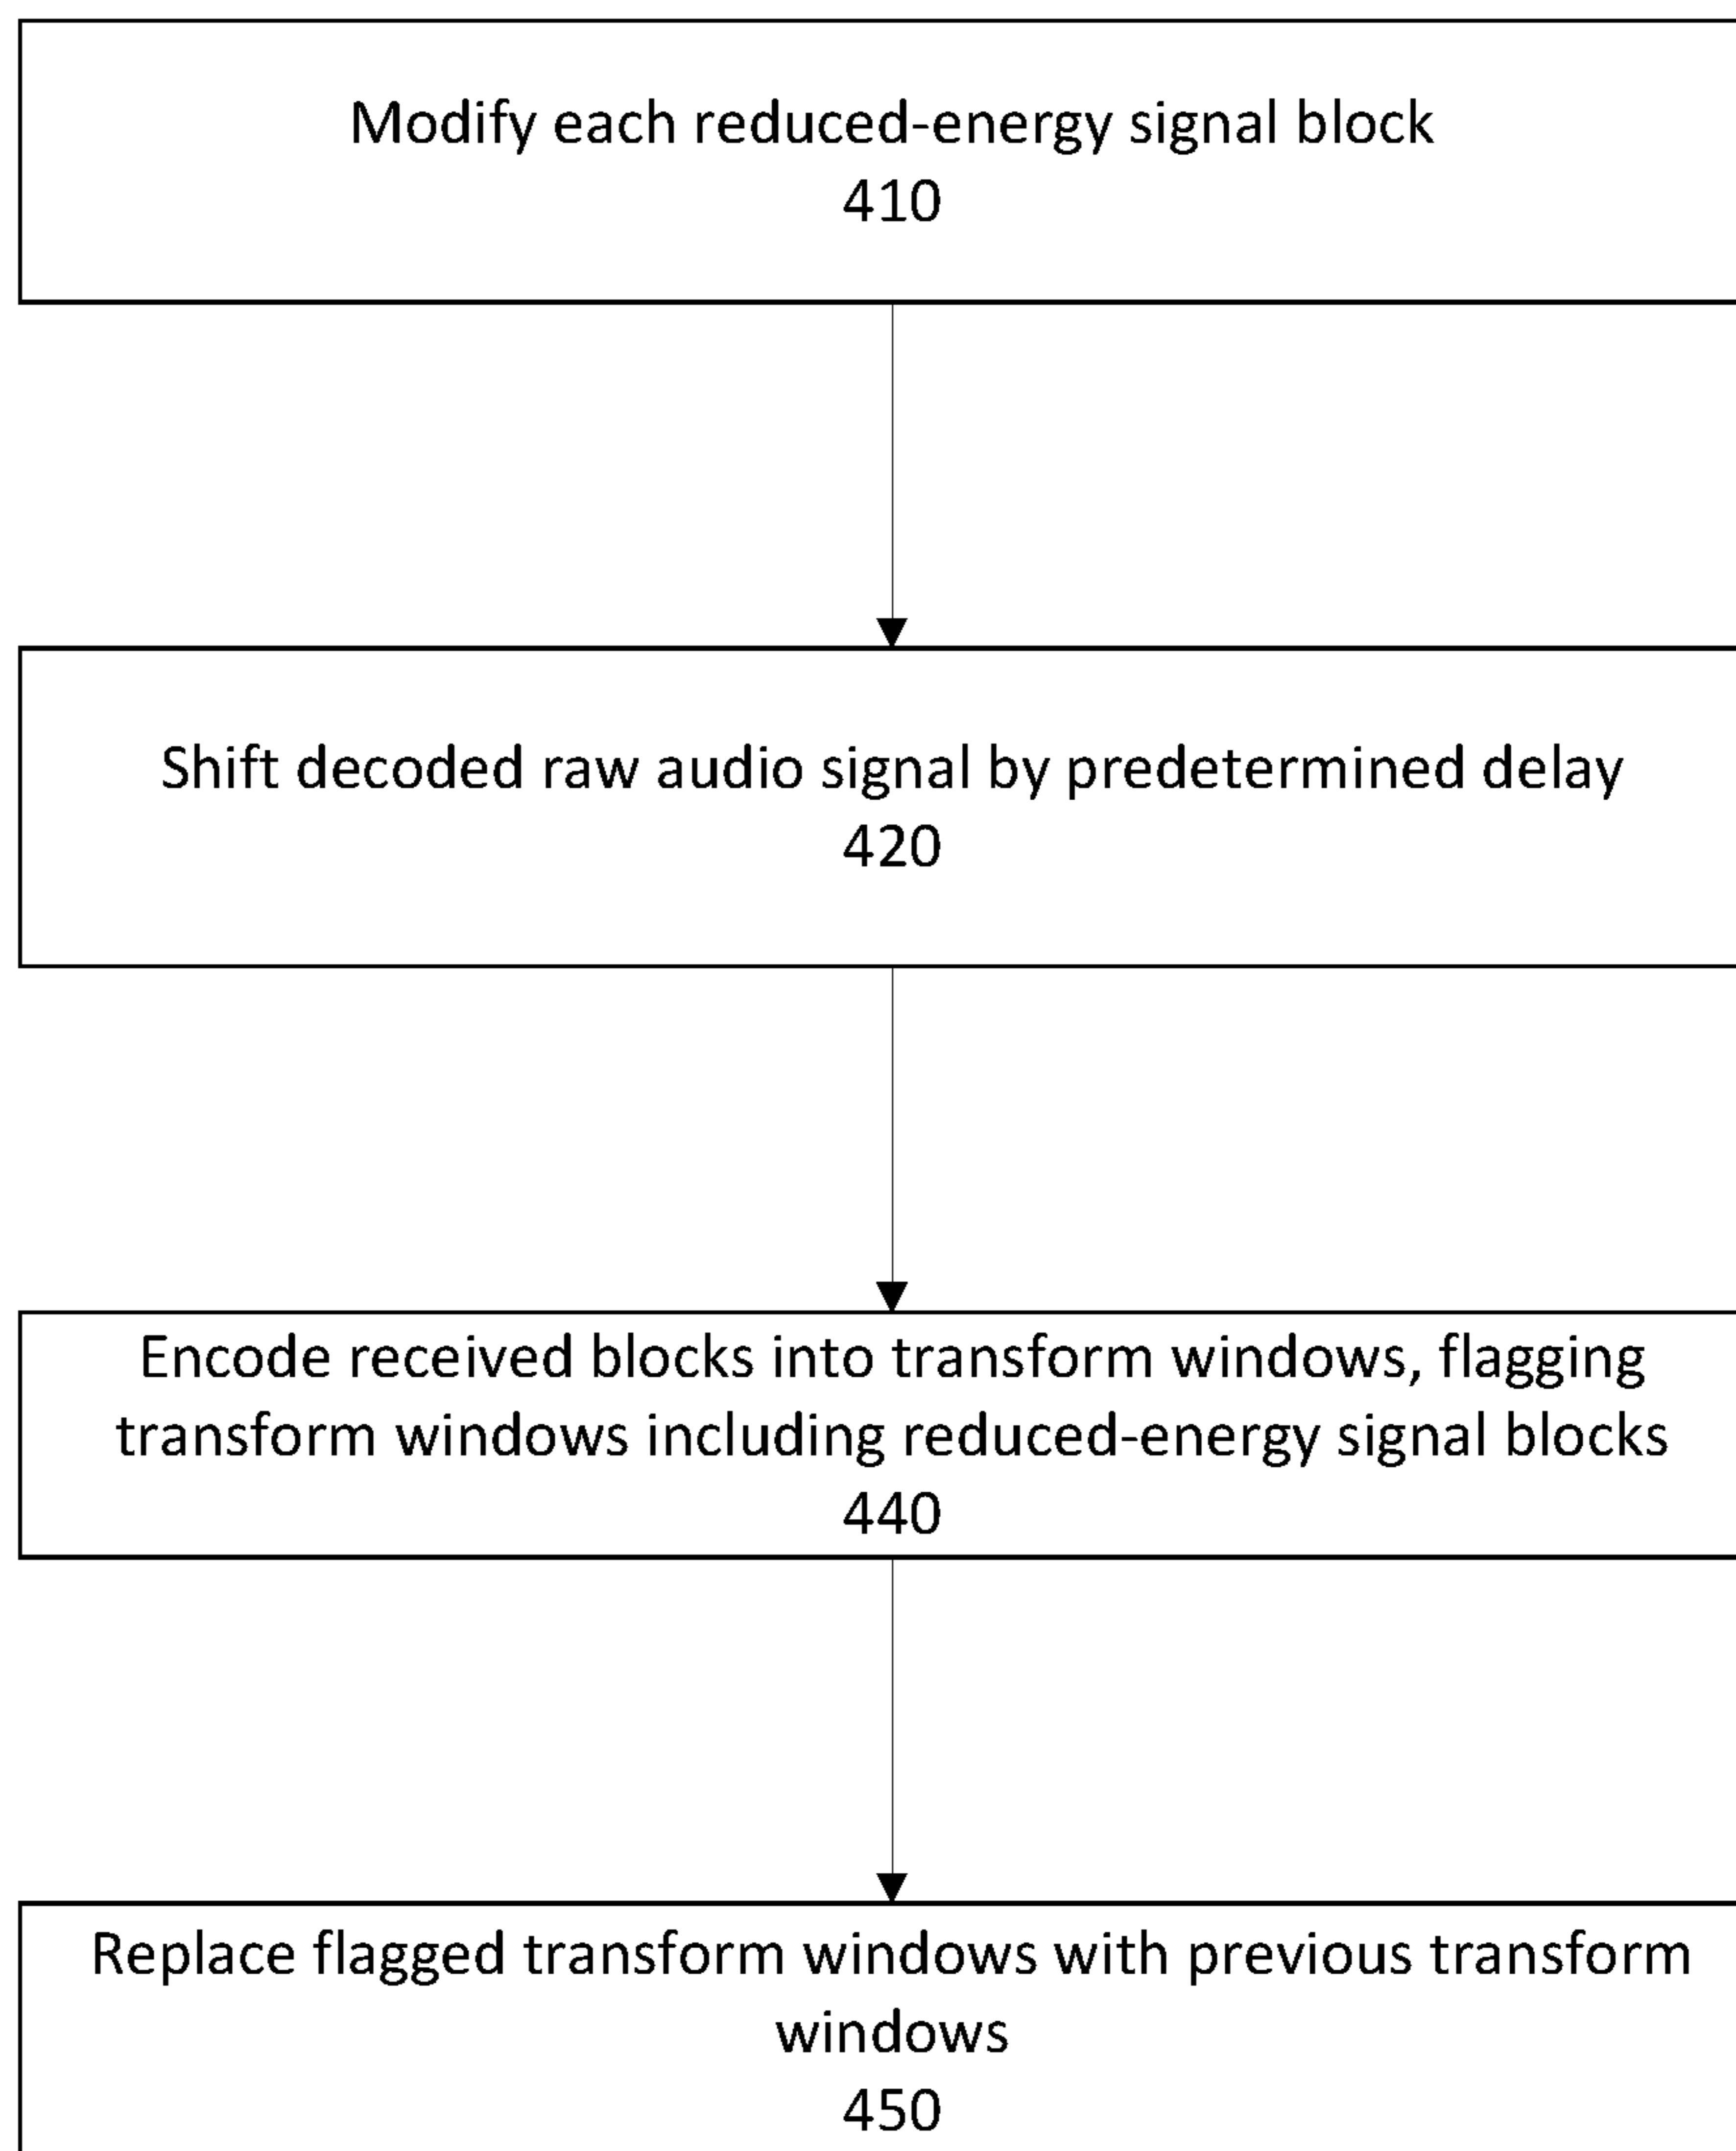 Modify each reduced-energy signal block
410
Shift decoded raw audio signal by predetermined delay
420
Encode received blocks into transform windows, flagging
transform windows including reduced-energy signal blocks
440
Replace flagged transform windows with previous transform
windows
450